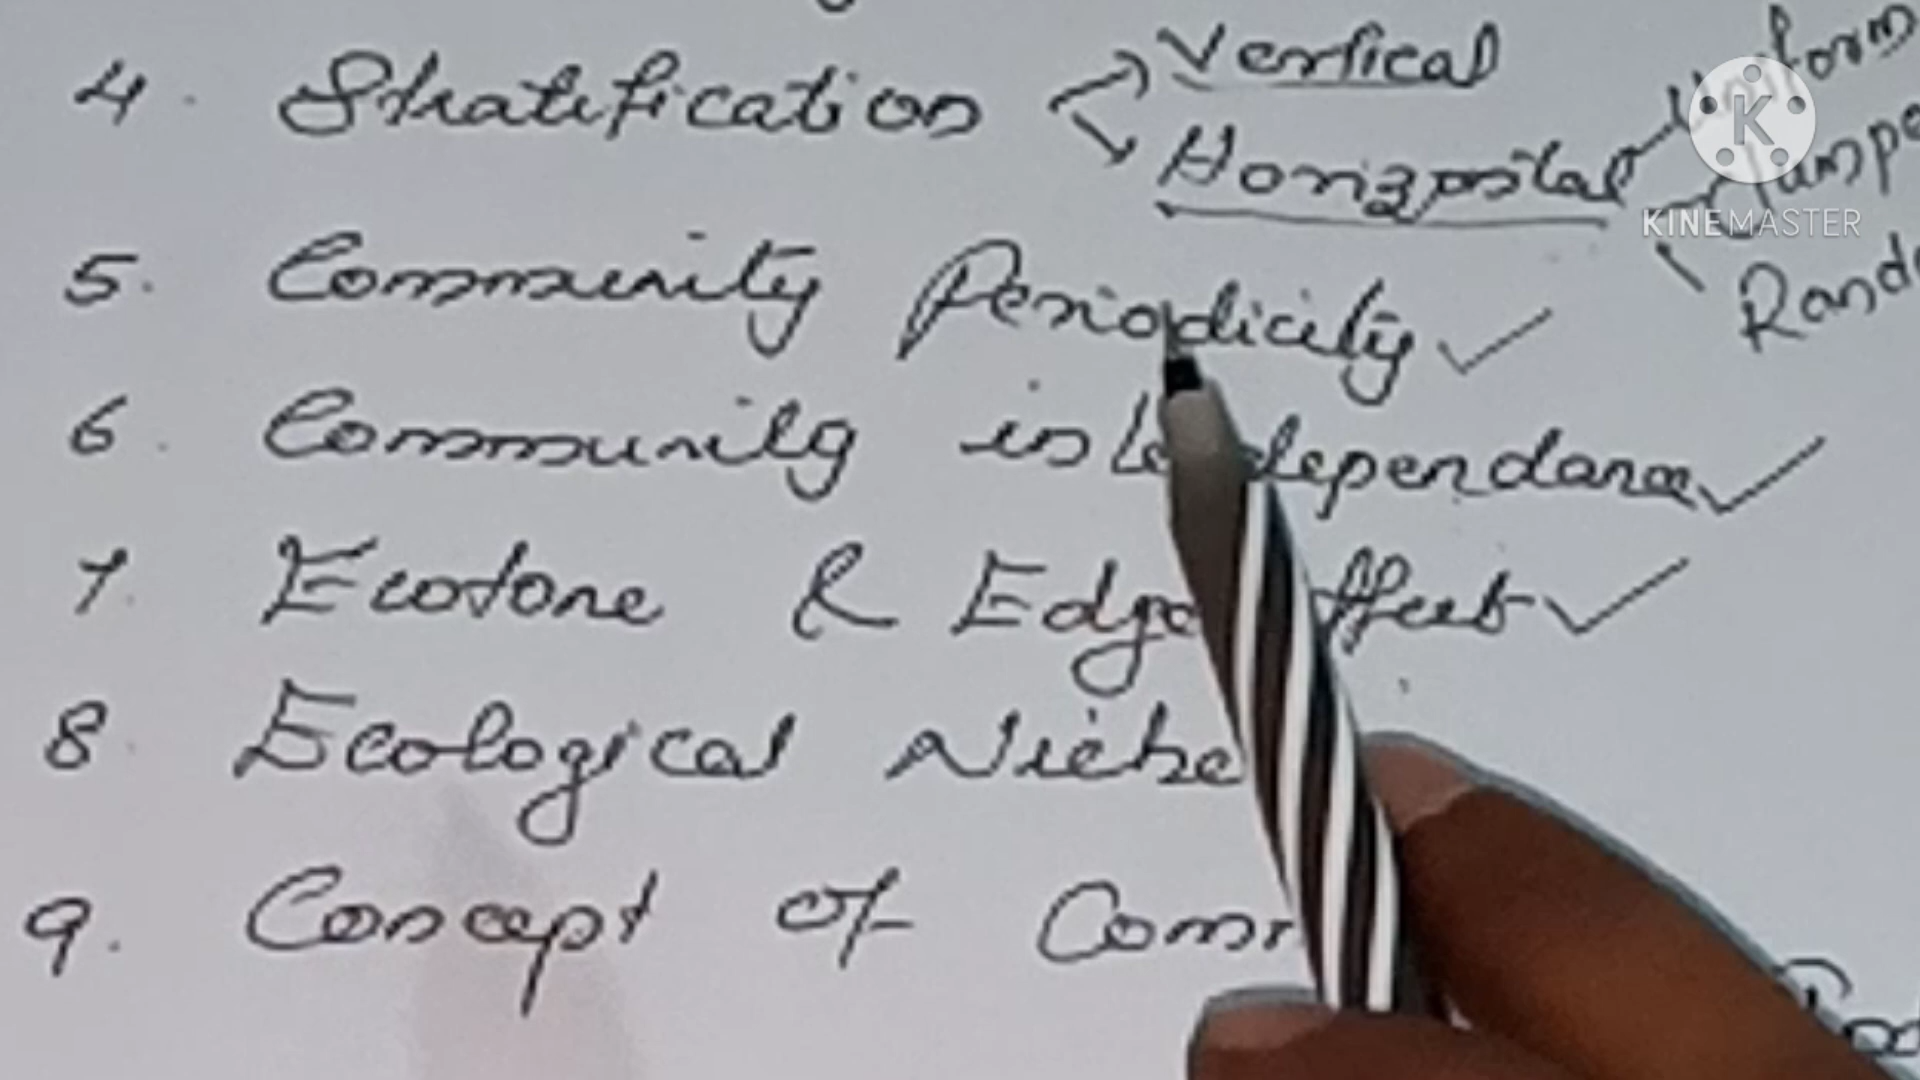 4. Stratification Vertical
Horizontal
5. Community Periodicity
6. Community
7. Ecotone & Edge
8. Ecological Niche
9. Concept of
KINEMASTER